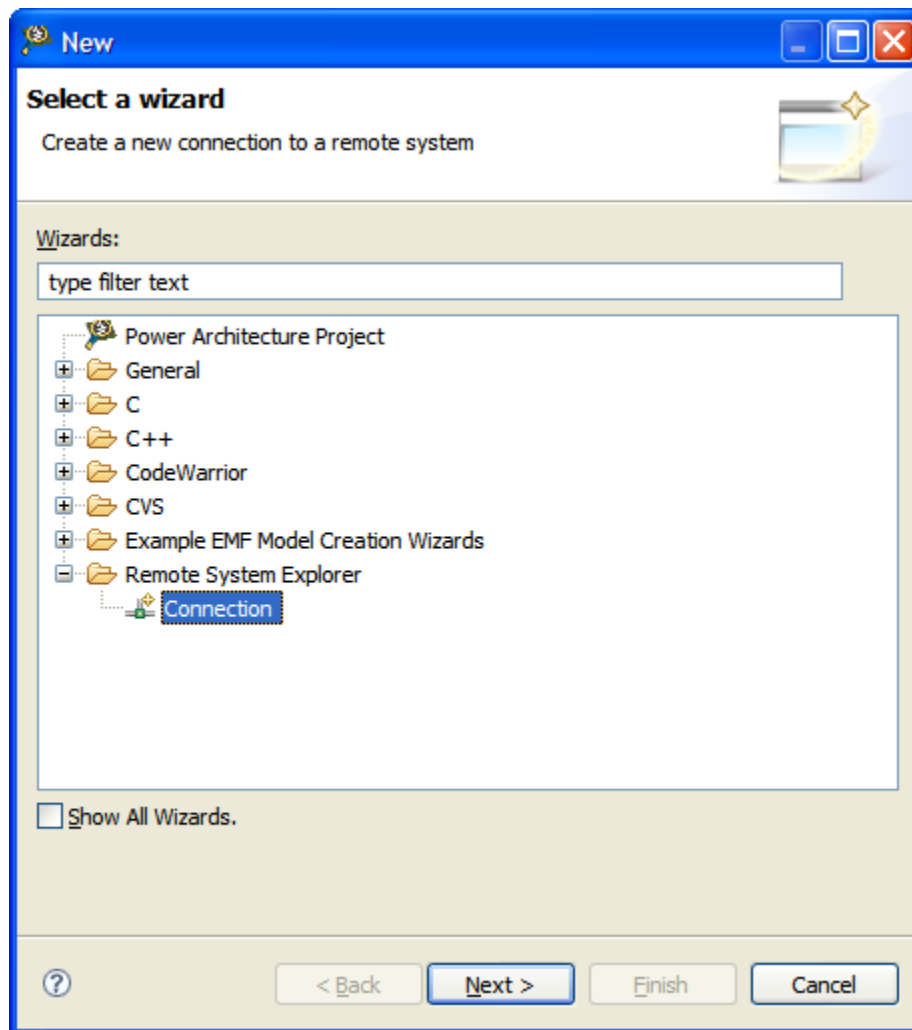 New
Select a wizard
Create a new connection to a remote system
Wizards:
type filter text
Power Architecture Project
General
C
C++
CodeWarrior
CVS
Example EMF Model Creation Wizards
Remote System Explorer
Connection
Show All Wizards.
< Back Next > Finish Cancel